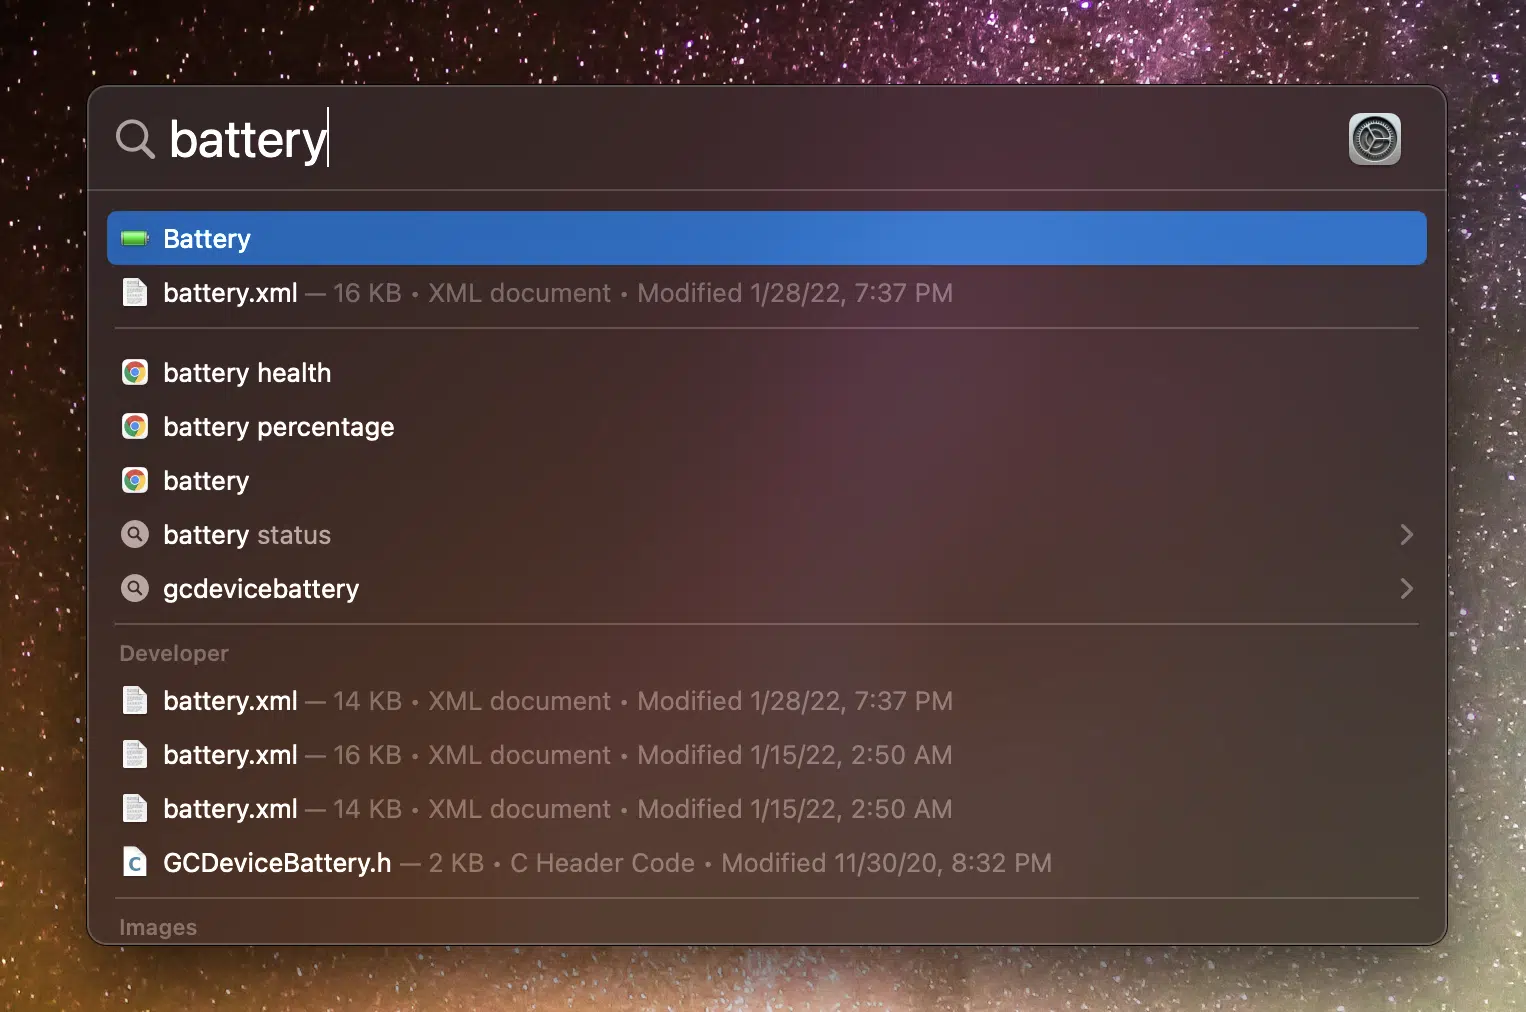 battery
Battery
battery.xml — 16 KB • XML document • Modified 1/28/22, 7:37 PM
battery health
battery percentage
battery
battery status
gcdevicebattery
Developer
battery.xml — 14 KB • XML document • Modified 1/28/22, 7:37 PM
battery.xml — 16 KB • XML document • Modified 1/15/22, 2:50 AM
battery.xml — 14 KB • XML document • Modified 1/15/22, 2:50 AM
GCDeviceBattery.h — 2 KB • C Header Code • Modified 11/30/20, 8:32 PM
Images